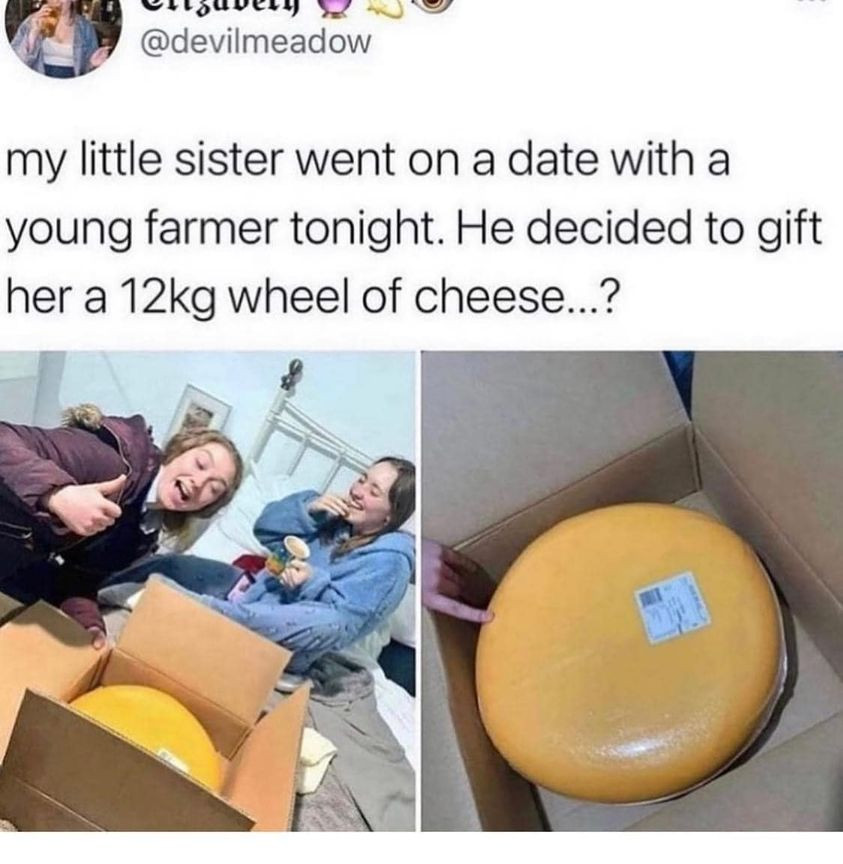 @devilmeadow
my little sister went on a date with a
young farmer tonight. He decided to gift
her a 12kg wheel of cheese...?